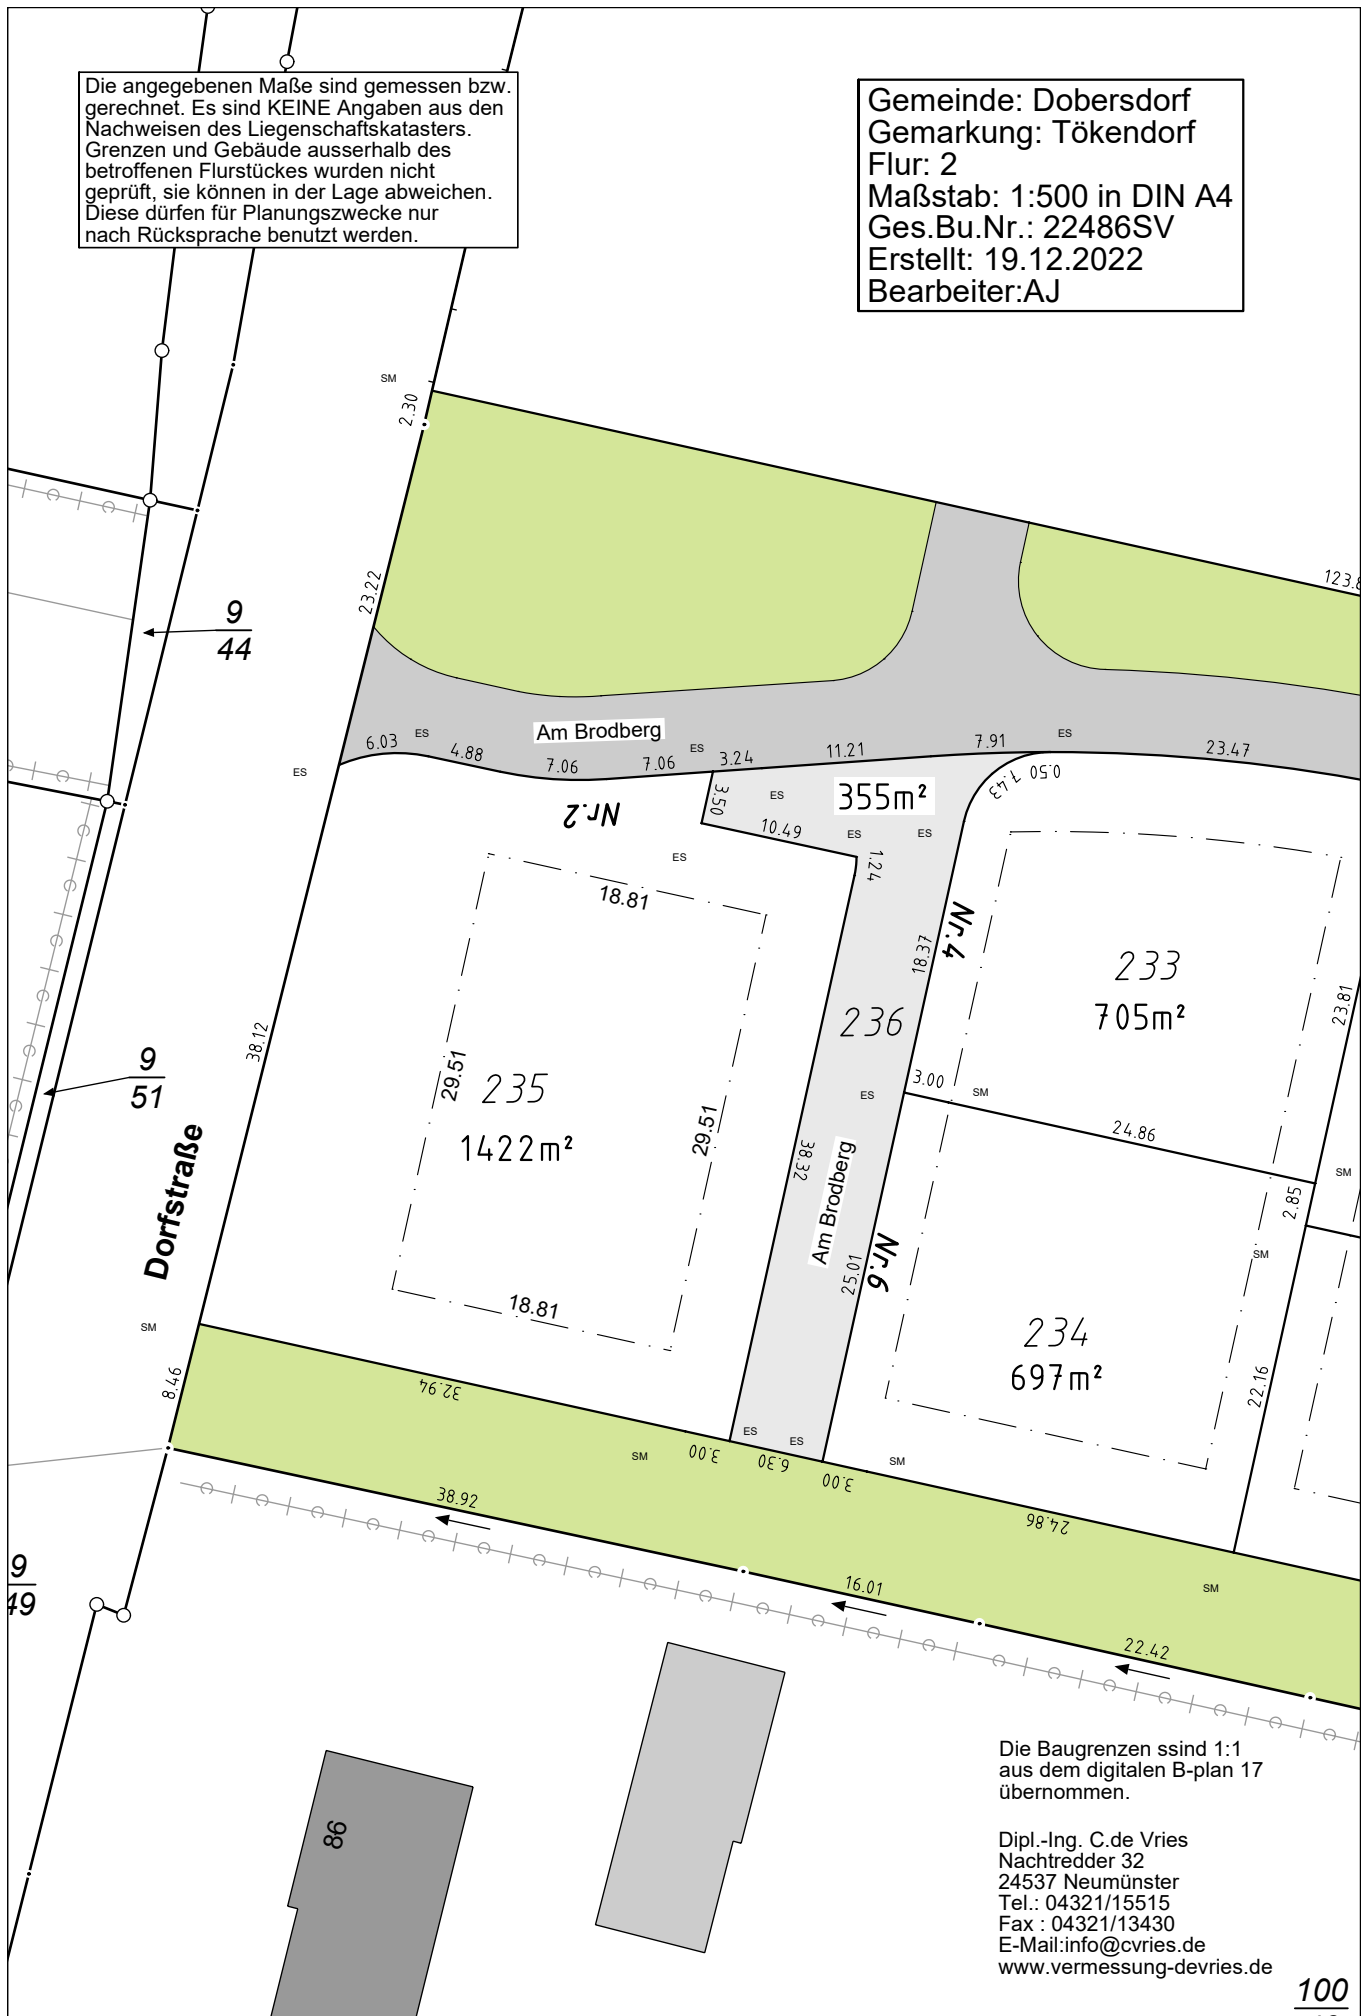 Die angegebenen Maße sind gemessen bzw.
gerechnet. Es sind KEINE Angaben aus den
Nachweisen des Liegenschaftskatasters.
Grenzen und Gebäude ausserhalb des
betroffenen Flurstückes wurden nicht
geprüft, sie können in der Lage abweichen.
Diese dürfen für Planungszwecke nur
nach Rücksprache benutzt werden.
Gemeinde: Dobersdorf
Gemarkung: Tökendorf
Flur: 2
Maßstab: 1:500 in DIN A4
Ges.Bu.Nr.: 22486SV
Erstellt: 19.12.2022
Bearbeiter:AJ
SM
2.30
23.22
9
44
Am Brodberg
6.03
ES
4.88
7.06
7.06
ES
3.24
11.21
7.91
ES
23.47
ES
Nr.2
3.50
ES
355m²
0.50
7.43
10.49
ES
ES
ES
1.24
18.81
Nr.4
18.37
233
705m²
23.81
236
38.12
9
51
29.51
235
1422m²
29.51
ES
3.00
SM
24.86
38.32
Am Brodberg
SM
2.85
Dorfstraße
Nr.6
25.01
SM
18.81
234
697m²
SM
8.46
32.94
22.16
ES
ES
SM
3.00
6.30
3.00
SM
24.86
38.92
9
49
16.01
SM
22.42
86
Die Baugrenzen ssind 1:1
aus dem digitalen B-plan 17
übernommen.
Dipl.-Ing. C.de Vries
Nachtredder 32
24537 Neumünster
Tel.: 04321/15515
Fax : 04321/13430
E-Mail:info@cvries.de
www.vermessung-devries.de
100